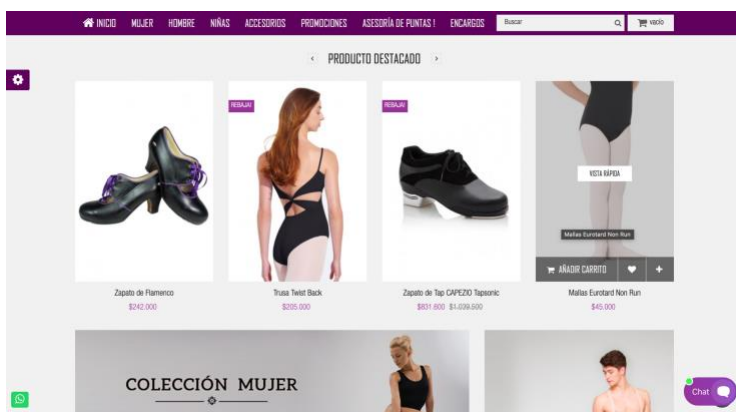 INICIO MUJER HOMBRE NIÑAS ACCESORIOS PROMOCIONES ASESORÍA DE PUNTAS ! ENCARGOS Buscar vacío
PRODUCTO DESTACADO
REBAJA! REBAJA!
VISTA RÁPIDA
Mallas Eurotard Non Run
AÑADIR CARRITO
Zapato de Flamenco Trusa Twist Back Zapato de Tap CAPEZIO Tapsonic Mallas Eurotard Non Run
$242.000 $205.000 $831.600 $1.039.500 $45.000
COLECCIÓN MUJER
Chat